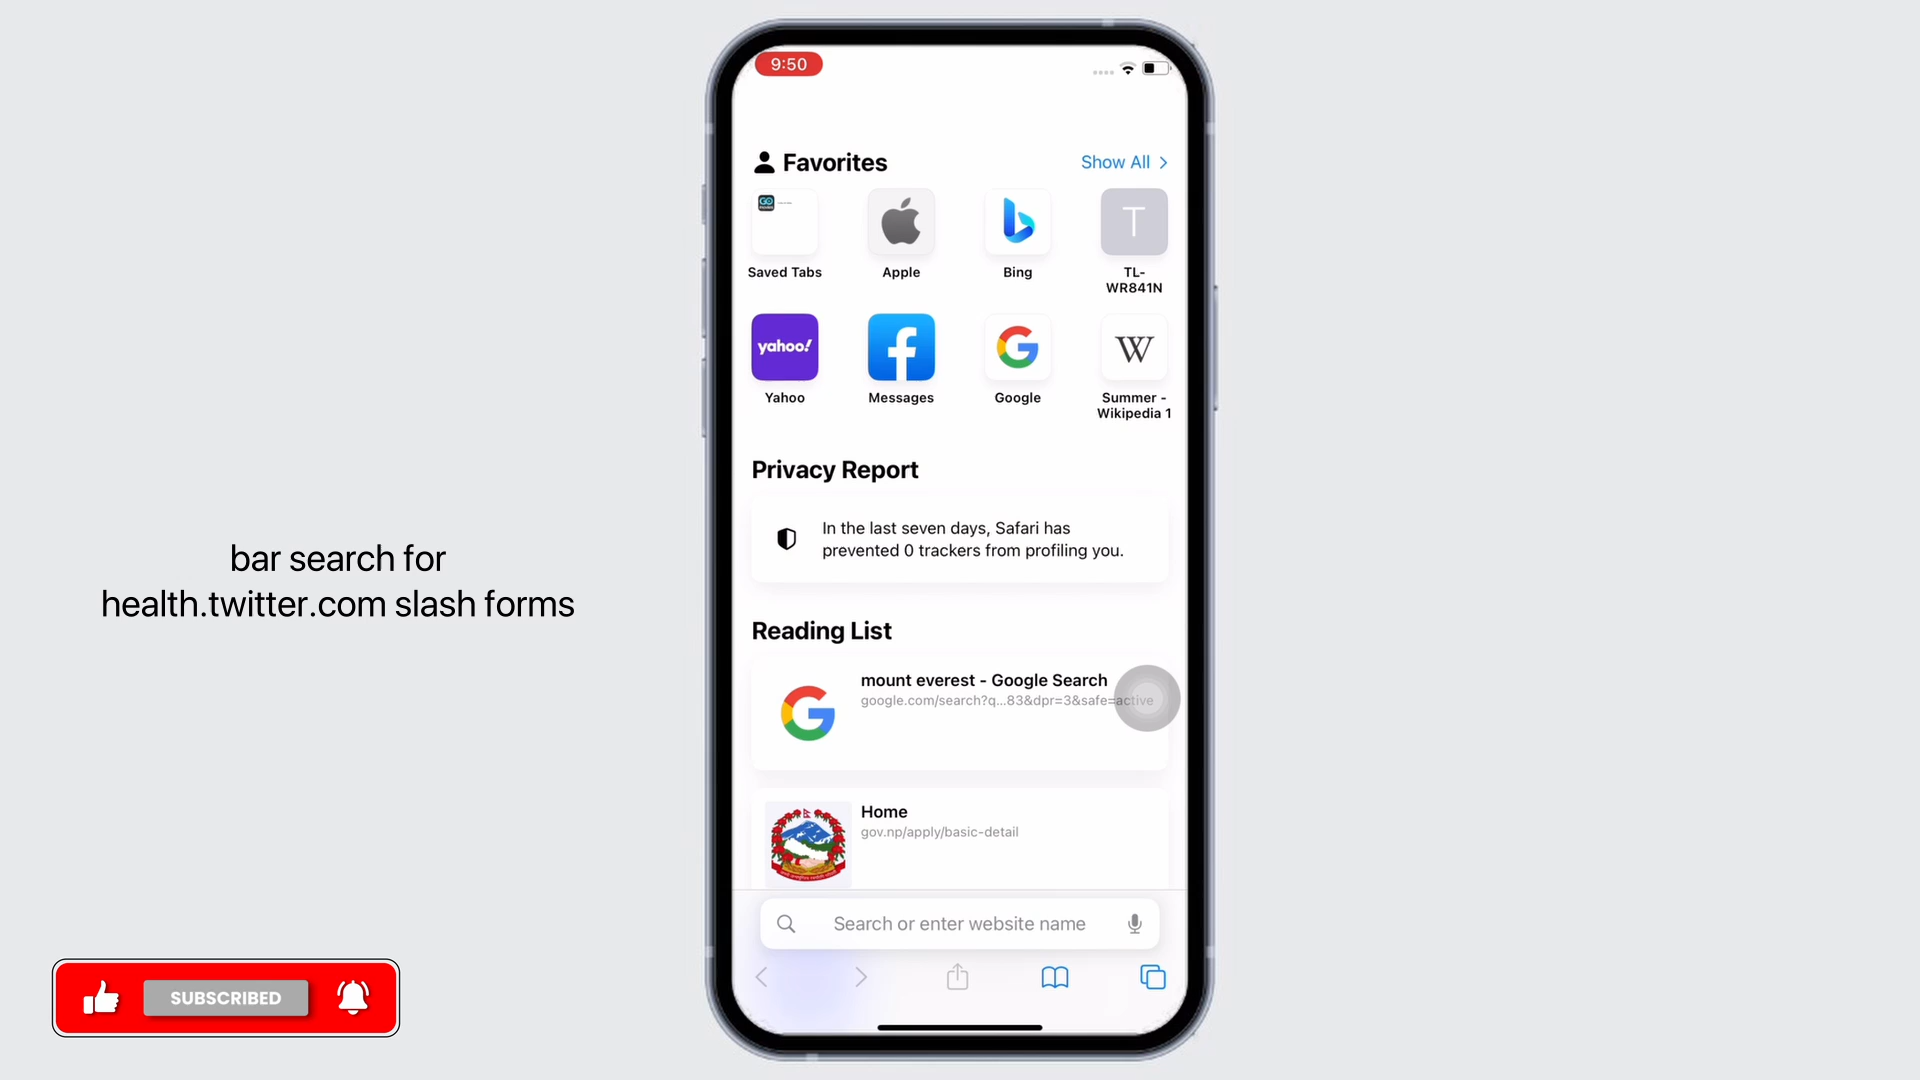 9:50
Favorites
Show All
GO
Saved Tabs
Apple
Bing
T
TL-
WR841N
yahoo!
Yahoo
Messages
Google
W
Summer -
Wikipedia 1
Privacy Report
In the last seven days, Safari has
prevented 0 trackers from profiling you.
bar search for
health.twitter.com slash forms
Reading List
mount everest - Google Search
google.com/search?q...83&dpr=3&safe=active
Home
gov.np/apply/basic-detail
Search or enter website name
SUBSCRIBED